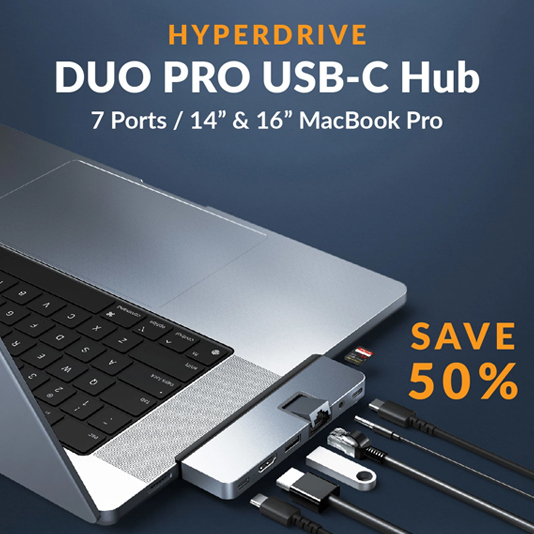 HYPERDRIVE
DUO PRO USB-C Hub
7 Ports / 14” & 16” MacBook Pro
SAVE
50%